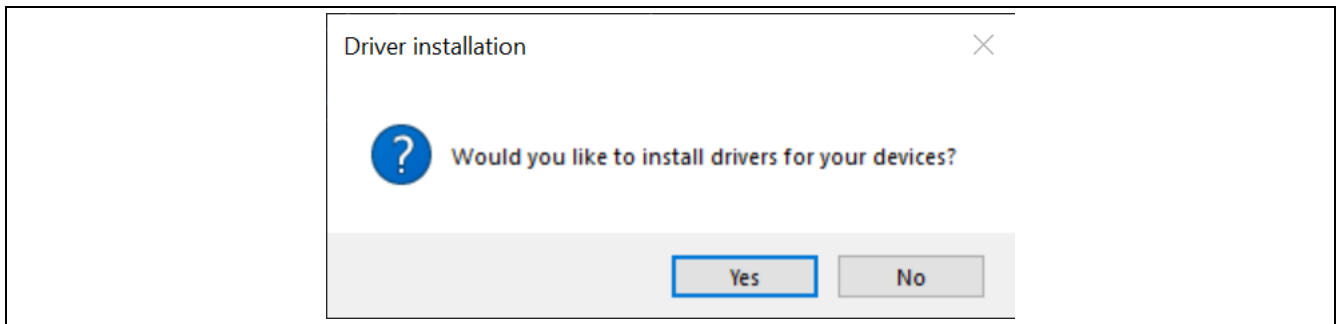 Driver installation
?
Would you like to install drivers for your devices?
Yes
No